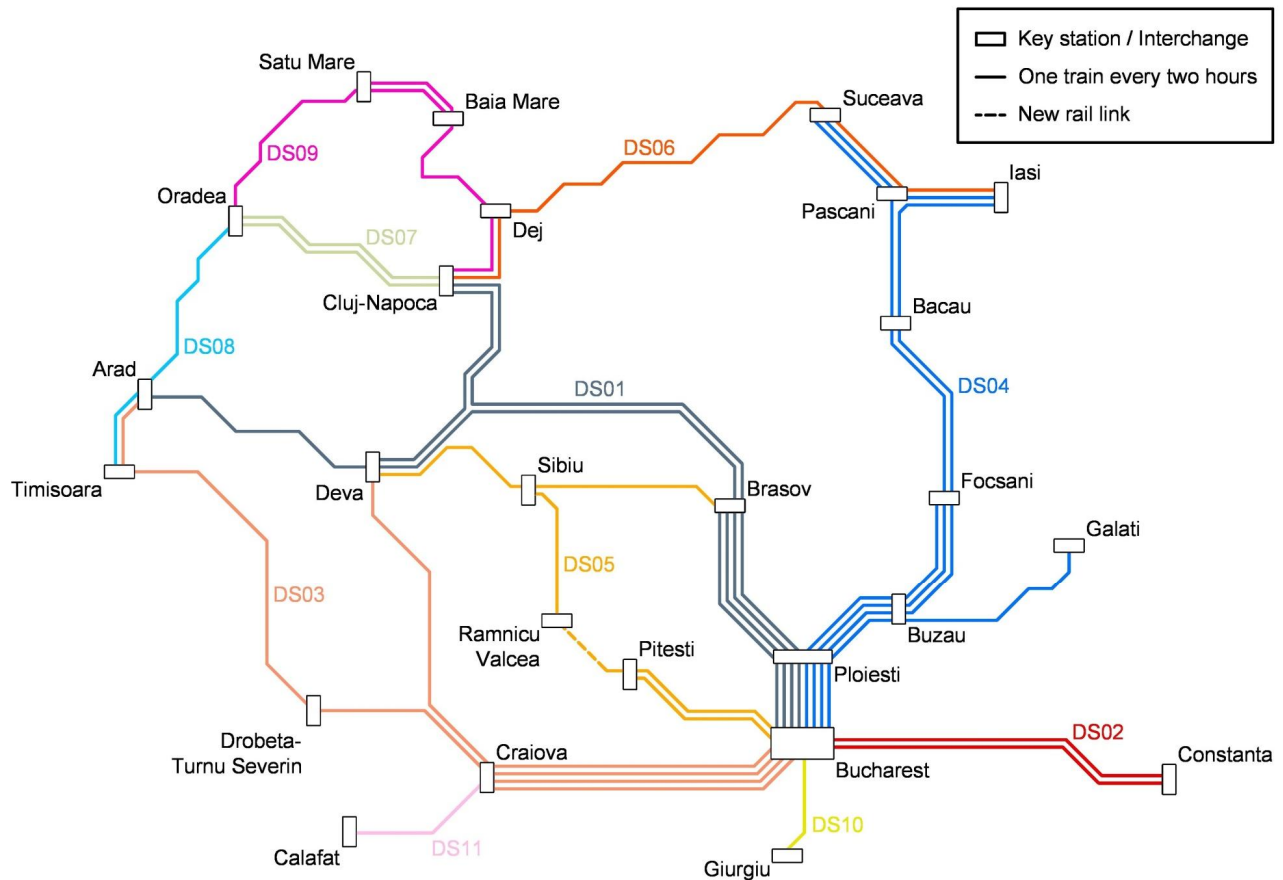 Key station / Interchange
One train every two hours
New rail link
Satu Mare
Baia Mare
Suceava
DS09
DS06
Iasi
Oradea
Pascani
Dej
DS07
Cluj-Napoca
Bacau
DS08
Arad
DS01
DS04
Timisoara
Deva
Sibiu
Brasov
Focsani
Galati
DS05
DS03
Ramnicu
Valcea
Pitesti
Buzau
Ploiesti
Drobeta-
Turnu Severin
Craiova
Bucharest
DS02
Constanta
DS10
Calafat
DS11
Giurgiu